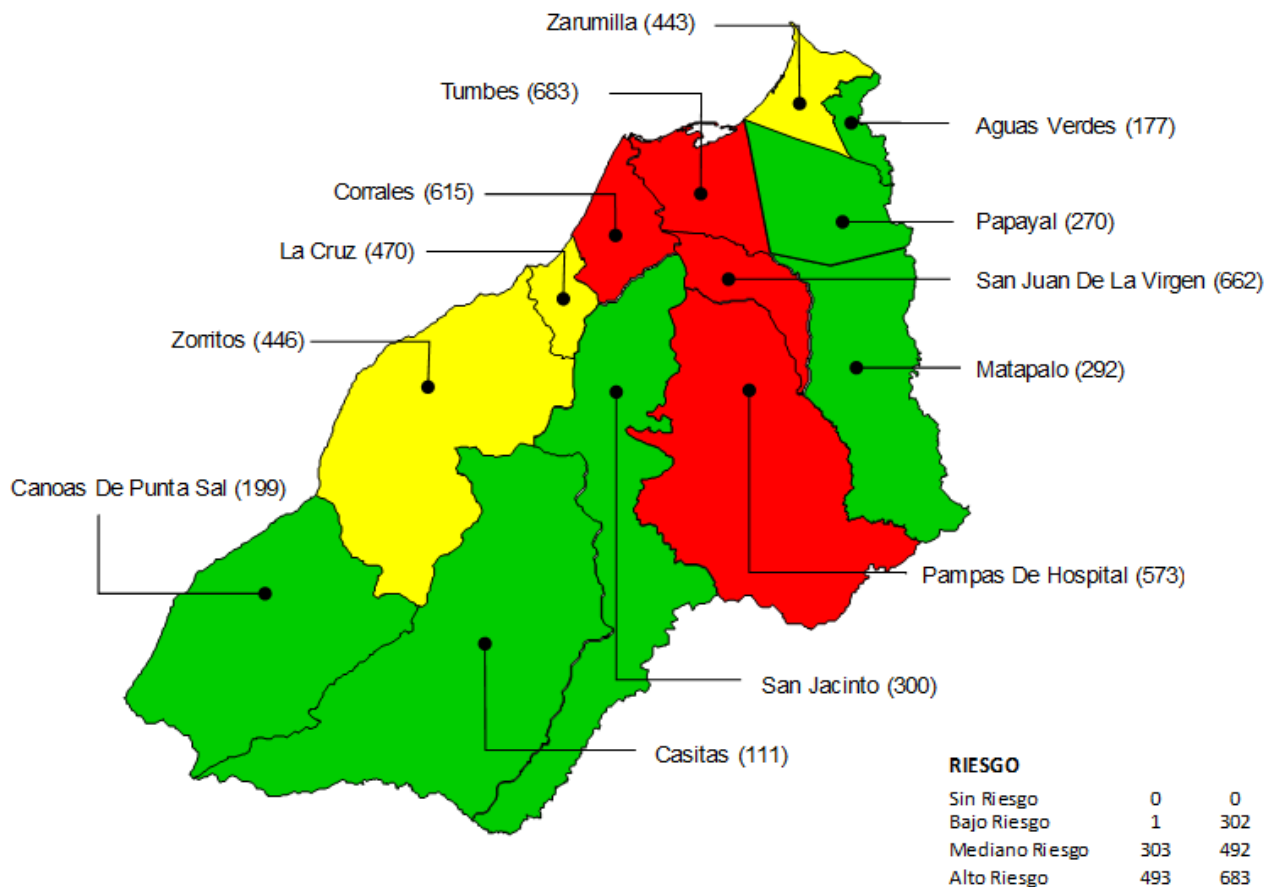 Zarumilla (443)
Tumbes (683)
Aguas Verdes (177)
Corrales (615)
Papayal (270)
La Cruz (470)
San Juan De La Virgen (662)
Zorritos (446)
Matapalo (292)
Canoas De Punta Sal (199)
Pampas De Hospital (573)
San Jacinto (300)
Casitas (111)
RIESGO
Sin Riesgo 0 0
Bajo Riesgo 1 302
Mediano Riesgo 303 492
Alto Riesgo 493 683